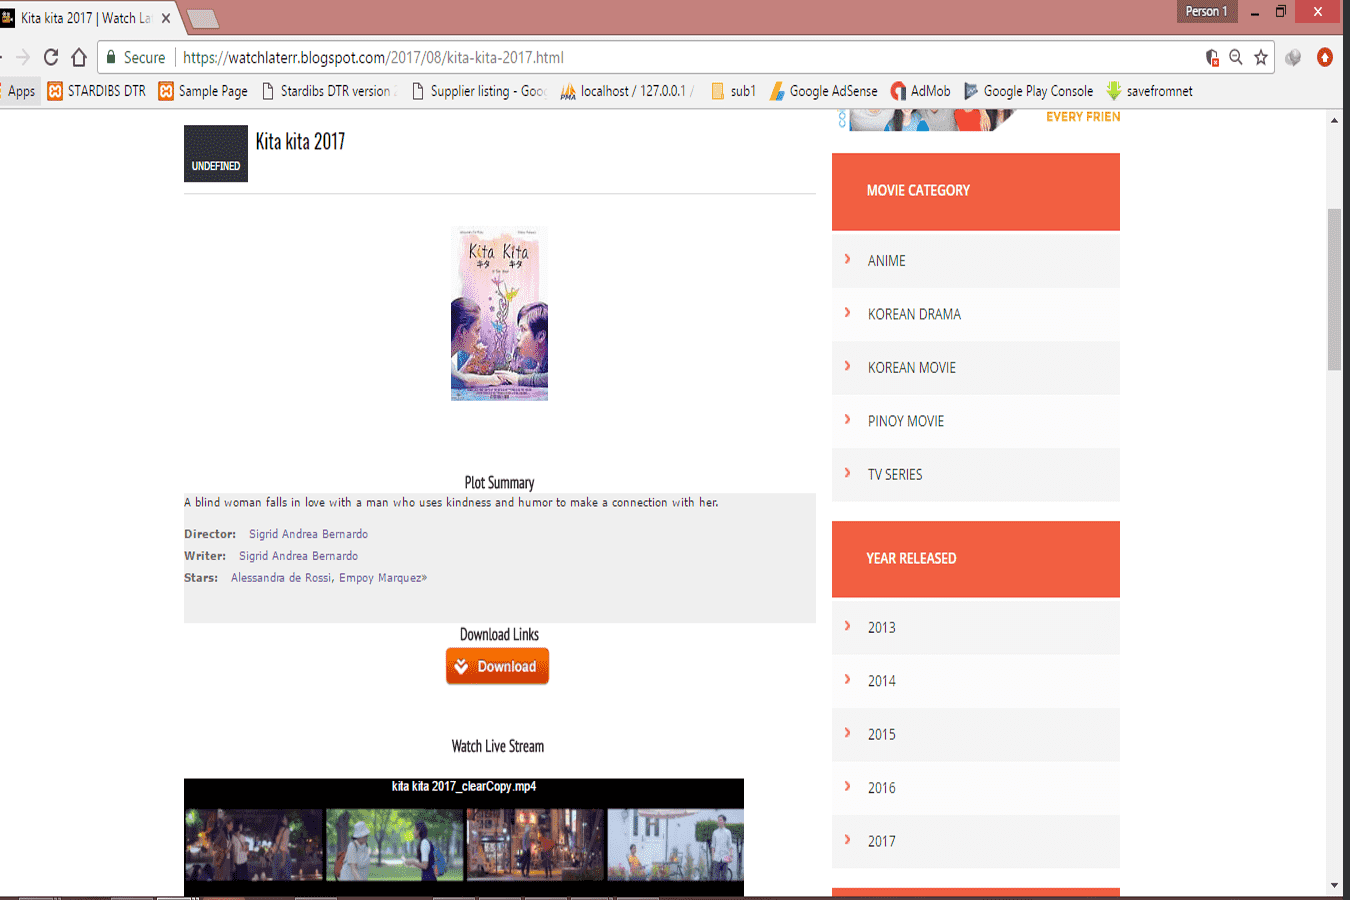 Kita kita 2017 | Watch La
Person 1
Secure
https://watchlaterr.blogspot.com/2017/08/kita-kita-2017.html
Apps
STARDIBS DTR
Sample Page
Stardibs DTR version
Supplier listing - Goo
localhost / 127.0.0.1 /
sub1
Google AdSense
AdMob
Google Play Console
savefromnet
UNDEFINED
Kita kita 2017
Kita Kita
キタ キタ
Plot Summary
A blind woman falls in love with a man who uses kindness and humor to make a connection with her.
Director: Sigrid Andrea Bernardo
Writer: Sigrid Andrea Bernardo
Stars: Alessandra de Rossi, Empoy Marquez»
Download Links
Download
Watch Live Stream
kita kita 2017_clearCopy.mp4
EVERY FRIEN
MOVIE CATEGORY
ANIME
KOREAN DRAMA
KOREAN MOVIE
PINOY MOVIE
TV SERIES
YEAR RELEASED
2013
2014
2015
2016
2017